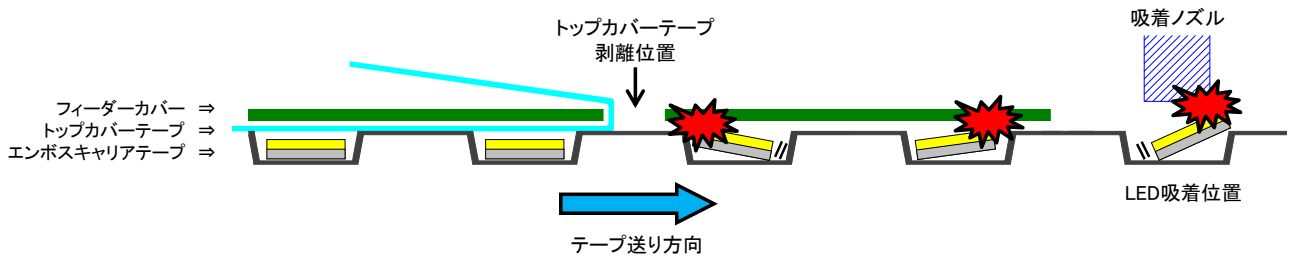 トップカバーテープ
剥離位置
吸着ノズル
フィーダーカバー ⇒
トップカバーテープ ⇒
エンボスキャリアテープ ⇒
LED吸着位置
テープ送り方向